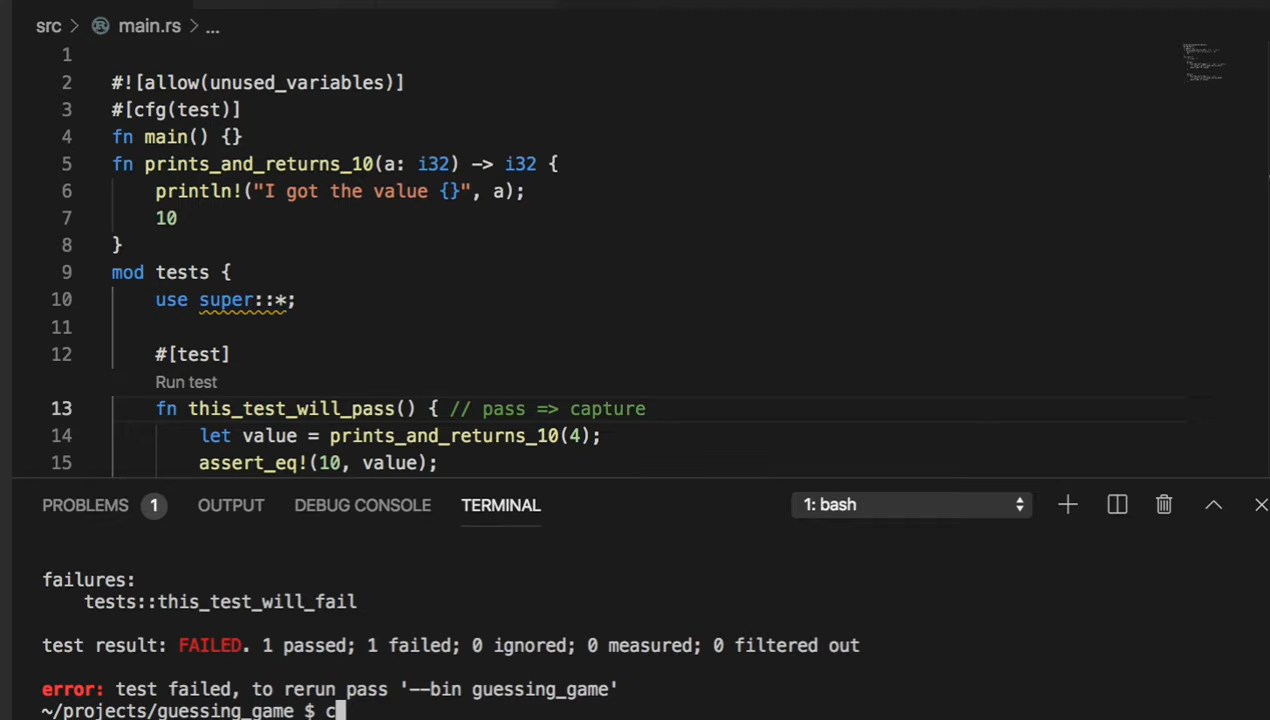 src > main.rs > ...
1
2 #![allow(unused_variables)]
3 #[cfg(test)]
4 fn main() {}
5 fn prints_and_returns_10(a: i32) -> i32 {
6 println!("I got the value {}", a);
7 10
8 }
9 mod tests {
10 use super::*;
11
12 #[test]
Run test
13 fn this_test_will_pass() { // pass => capture
14 let value = prints_and_returns_10(4);
15 assert_eq!(10, value);
PROBLEMS 1 OUTPUT DEBUG CONSOLE TERMINAL 1: bash
failures:
tests::this_test_will_fail
test result: FAILED. 1 passed; 1 failed; 0 ignored; 0 measured; 0 filtered out
error: test failed, to rerun pass '--bin guessing_game'
~/projects/guessing_game $ c